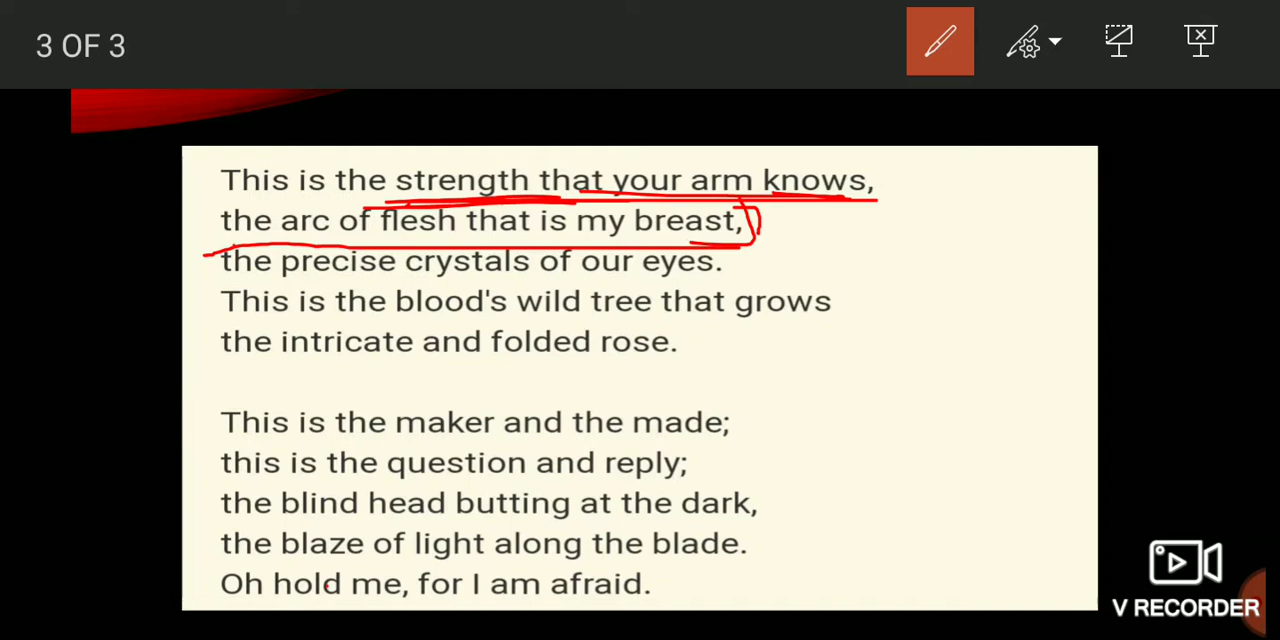 3 OF 3
This is the strength that your arm knows,
the arc of flesh that is my breast,
the precise crystals of our eyes.
This is the blood's wild tree that grows
the intricate and folded rose.
This is the maker and the made;
this is the question and reply;
the blind head butting at the dark,
the blaze of light along the blade.
Oh hold me, for I am afraid.
V RECORDER